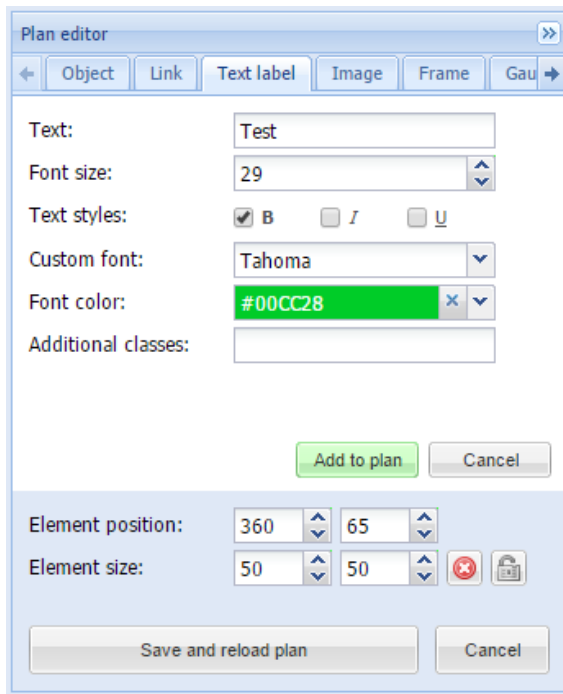 Plan editor
Object Link Text label Image Frame Gau
Text: Test
Font size: 29
Text styles: B I U
Custom font: Tahoma
Font color: #00CC28
Additional classes:
Add to plan Cancel
Element position: 360 65
Element size: 50 50
Save and reload plan Cancel